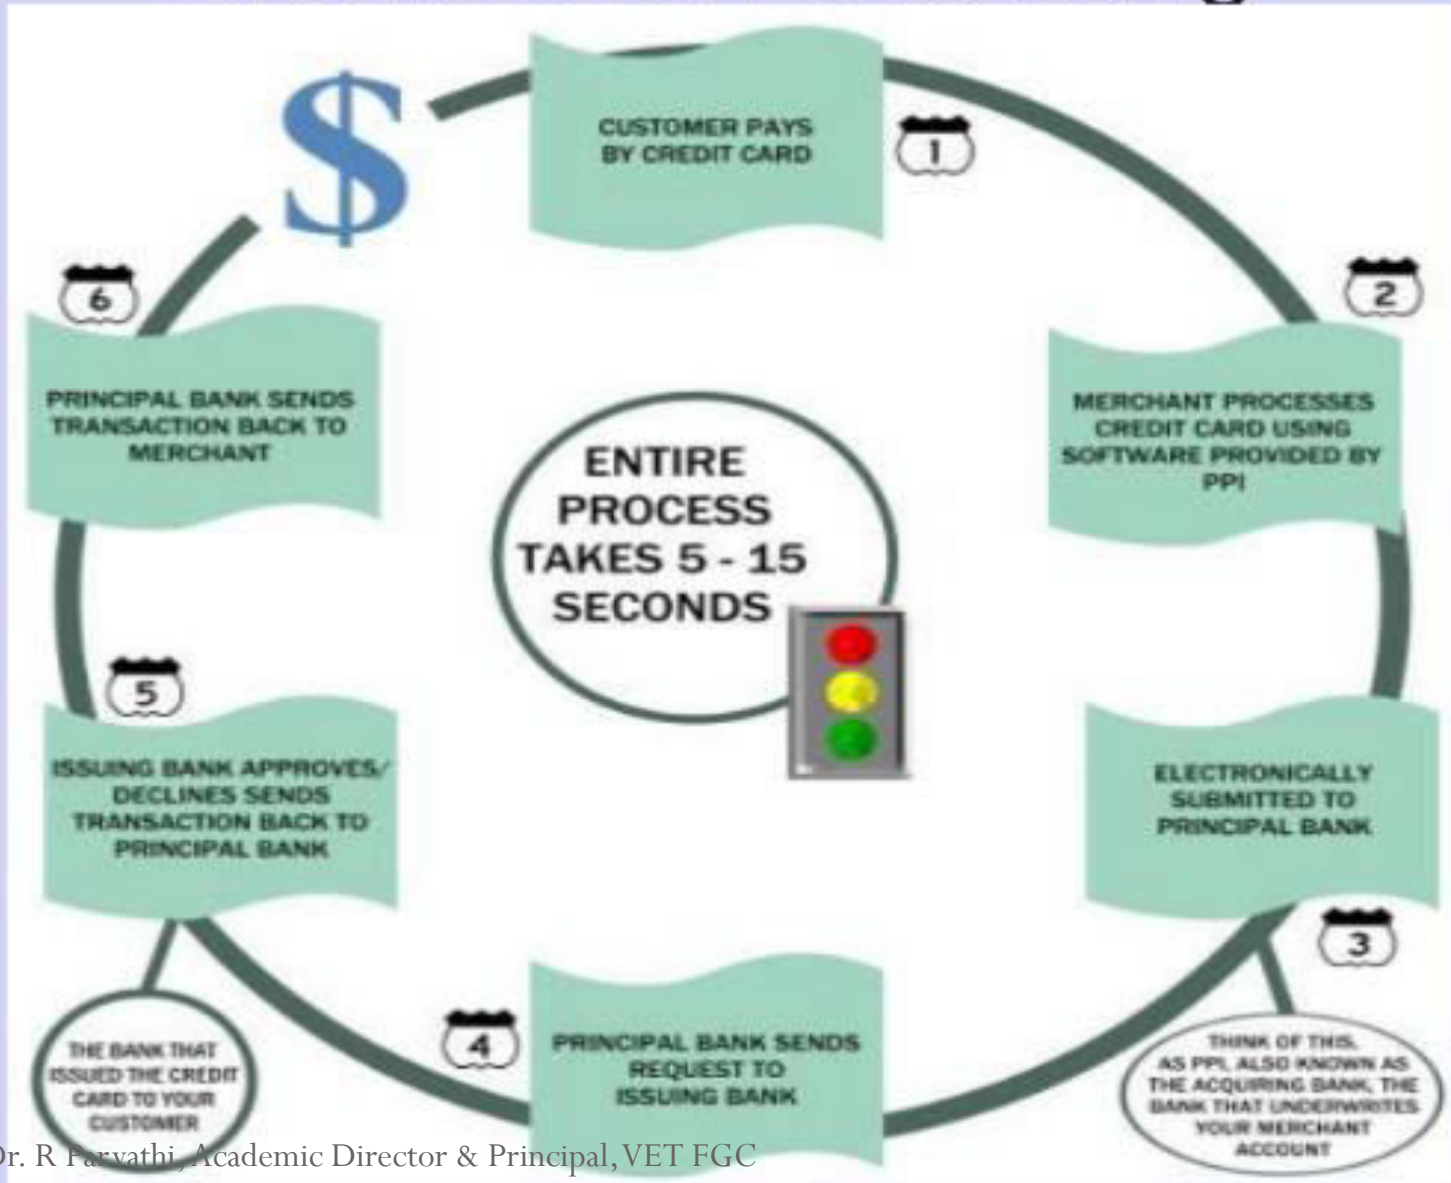 $
CUSTOMER PAYS
BY CREDIT CARD
1
2
MERCHANT PROCESSES
CREDIT CARD USING
SOFTWARE PROVIDED BY
PPI
ELECTRONICALLY
SUBMITTED TO
PRINCIPAL BANK
3
THINK OF THIS,
AS PPI, ALSO KNOWN AS
THE ACQUIRING BANK, THE
BANK THAT UNDERWRITES
YOUR MERCHANT
ACCOUNT
4
PRINCIPAL BANK SENDS
REQUEST TO
ISSUING BANK
5
ISSUING BANK APPROVES/
DECLINES SENDS
TRANSACTION BACK TO
PRINCIPAL BANK
THE BANK THAT
ISSUED THE CREDIT
CARD TO YOUR
CUSTOMER
6
PRINCIPAL BANK SENDS
TRANSACTION BACK TO
MERCHANT
ENTIRE
PROCESS
TAKES 5 - 15
SECONDS
Dr. R Parvathi, Academic Director & Principal, VET FGC